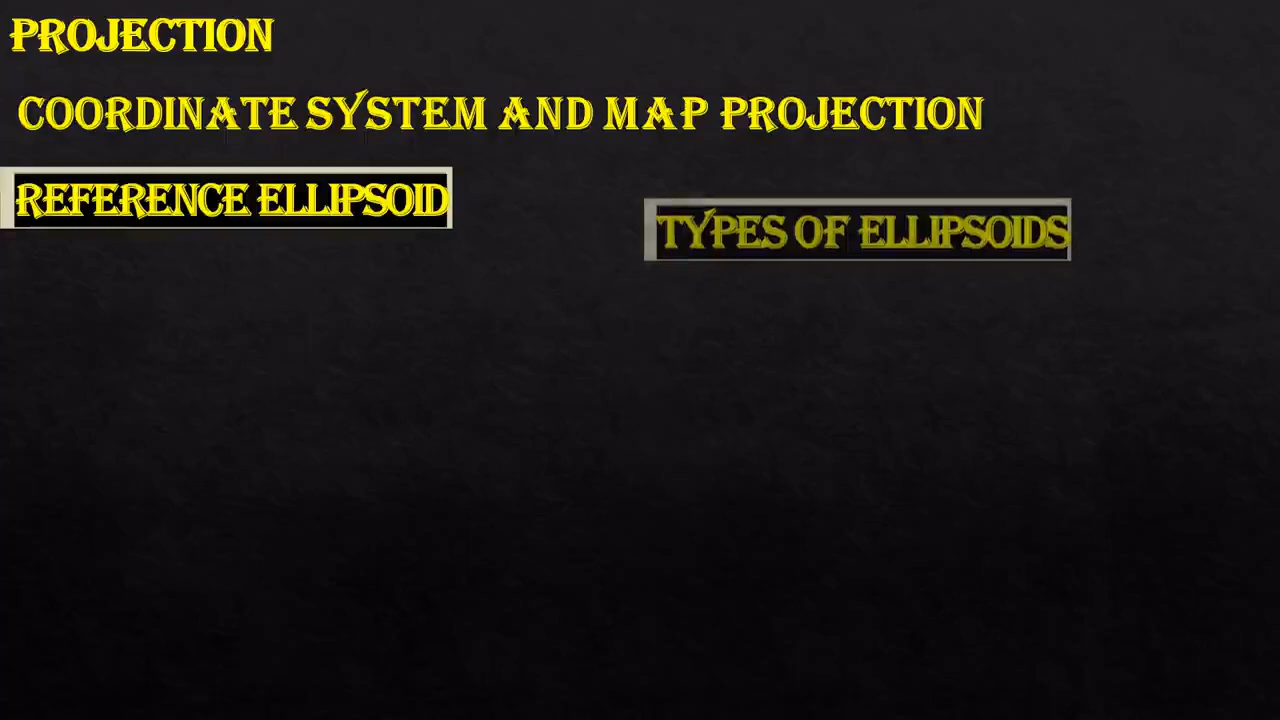 PROJECTION
COORDINATE SYSTEM AND MAP PROJECTION
REFERENCE ELLIPSOID
TYPES OF ELLIPSOIDS